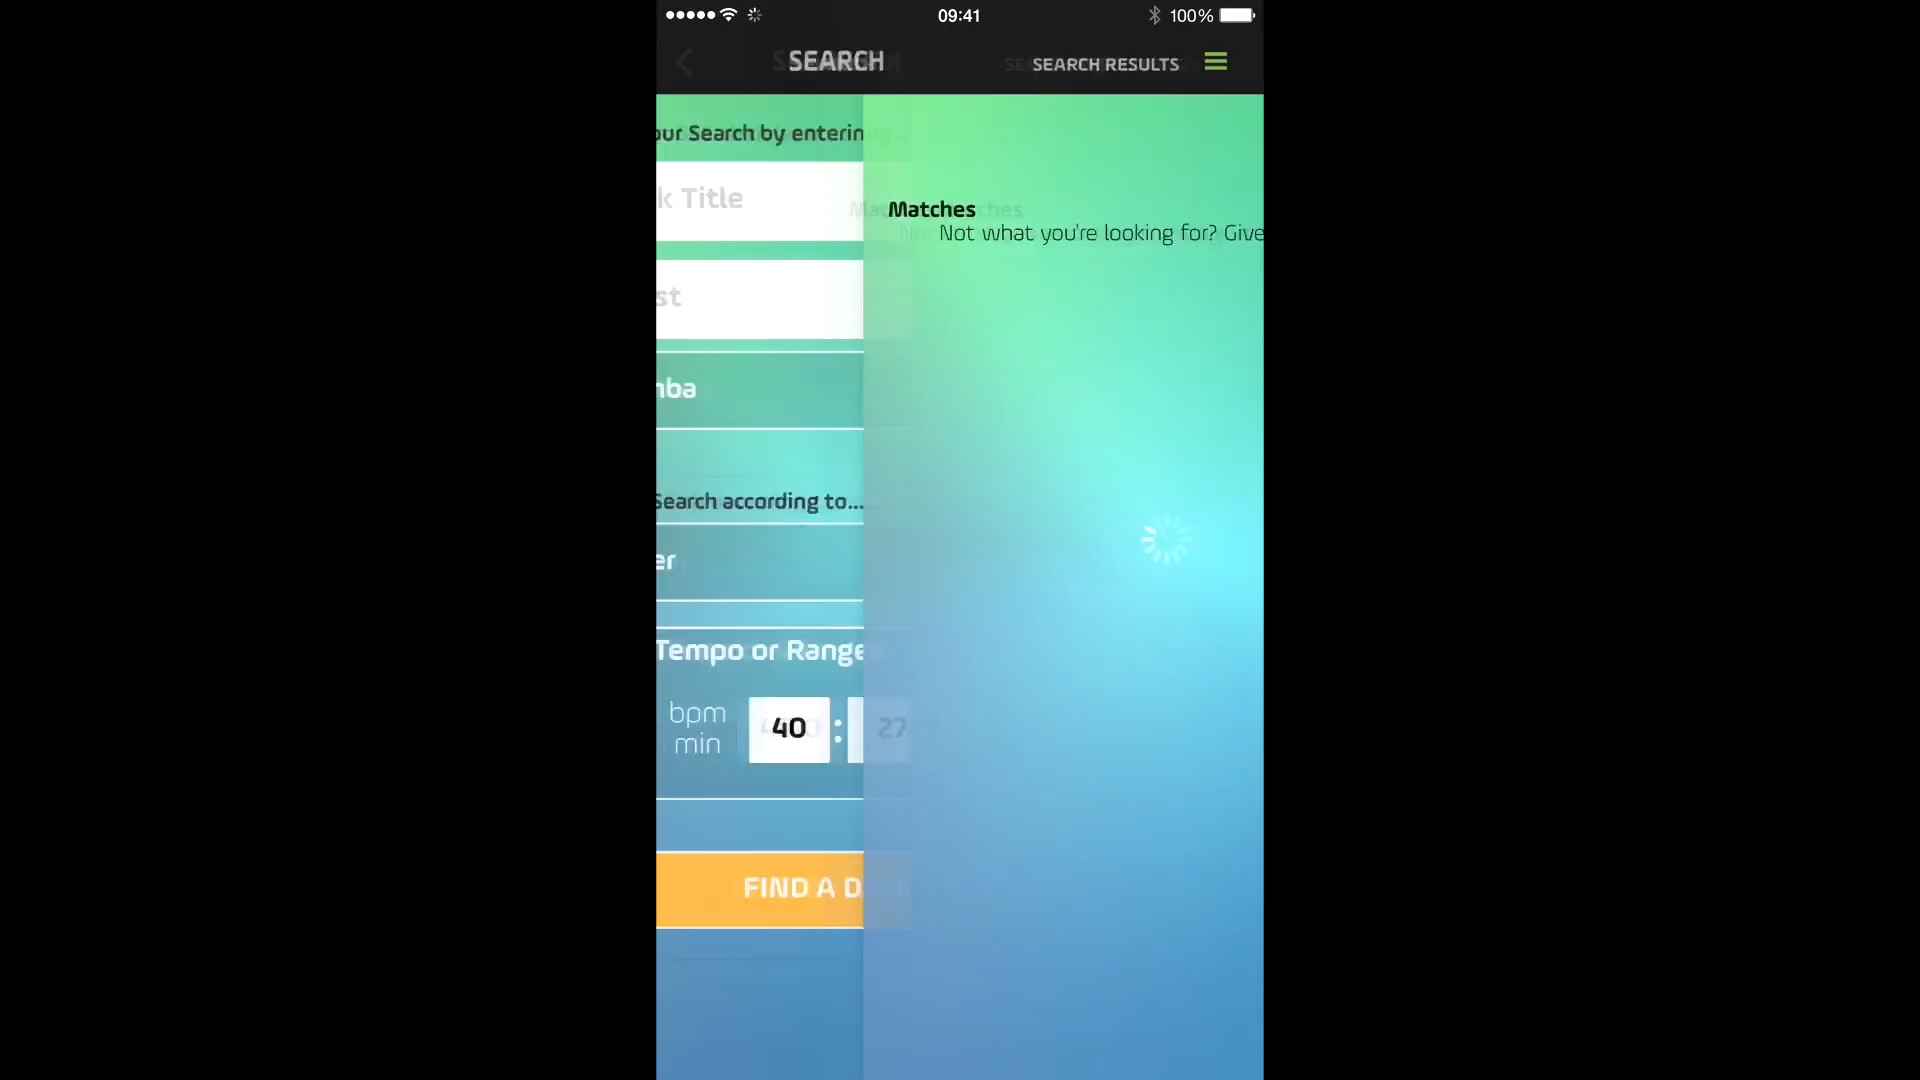 09:41
100%
SEARCH
SEARCH RESULTS
our Search by entering...
k Title
st
Matches
Not what you're looking for? Give
nba
Search according to...
er
Tempo or Range
bpm
min
40 : 27
FIND A D